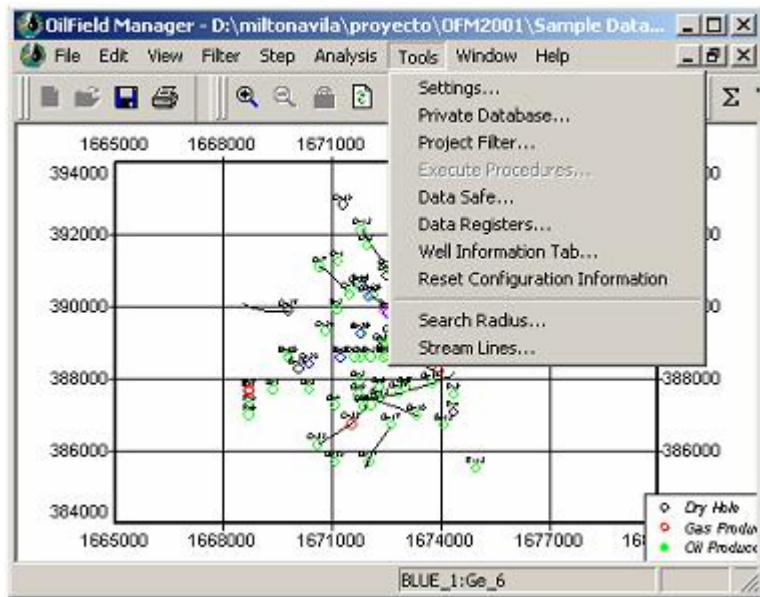 OilField Manager - D:\miltonavila\proyecto\OFM2001\Sample Data...
File Edit View Filter Step Analysis Tools Window Help
Settings...
Private Database...
Project Filter...
Execute Procedures...
Data Safe...
Data Registers...
Well Information Tab...
Reset Configuration Information
Search Radius...
Stream Lines...
Σ
1665000 1668000 1671000
394000
392000
390000
388000 388000
386000 386000
384000
1665000 1668000 1671000 1674000 1677000
Dry Hole
Gas Produ
Oil Produce
BLUE_1:Ge_6